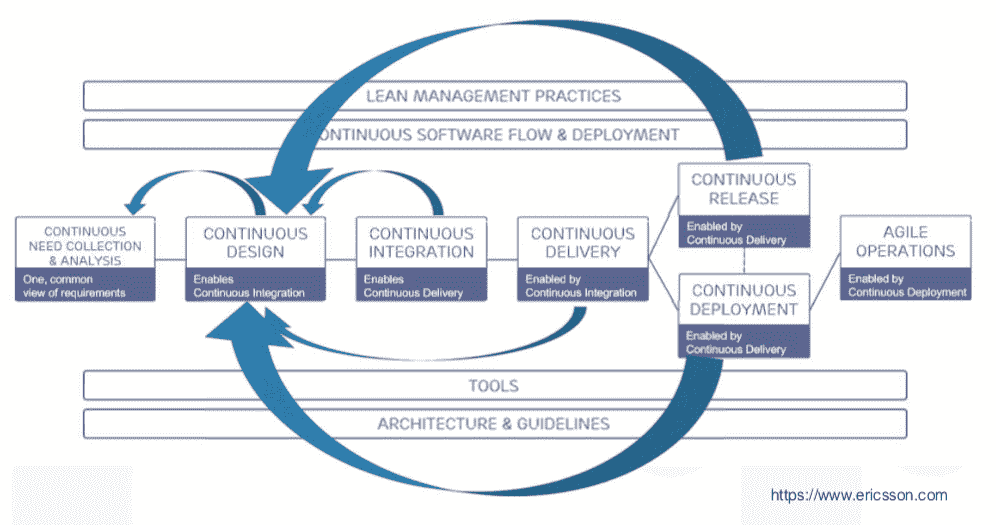 LEAN MANAGEMENT PRACTICES
ONTINUOUS SOFTWARE FLOW & DEPLOYMENT
CONTINUOUS
NEED COLLECTION
& ANALYSIS
One, common
view of requirements
CONTINUOUS
DESIGN
Enables
Continuous Integration
CONTINUOUS
INTEGRATION
Enables
Continuous Delivery
CONTINUOUS
DELIVERY
Enabled by
Continuous Integration
CONTINUOUS
RELEASE
Enabled by
Continuous Delivery
CONTINUOUS
DEPLOYMENT
Enabled by
Continuous Delivery
AGILE
OPERATIONS
Enabled by
Continuous Deployment
TOOLS
ARCHITECTURE & GUIDELINES
https://www.ericsson.com